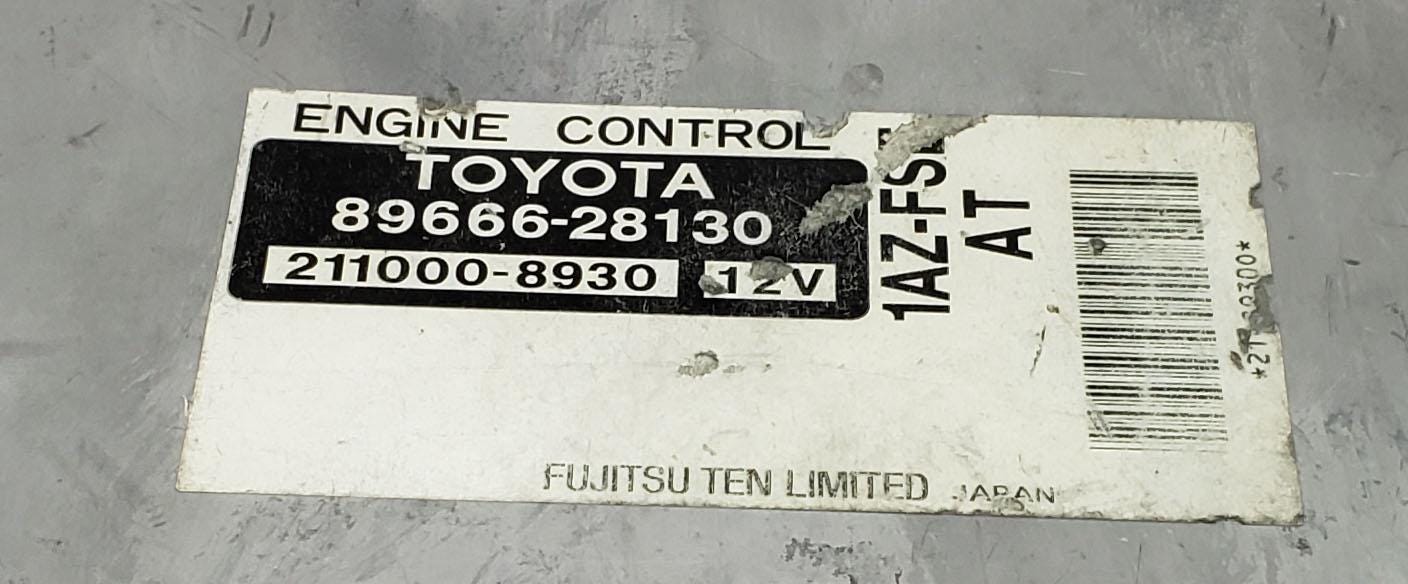 ENGINE CONTROL
TOYOTA
89666-28130
211000-8930 12V
1AZ-FSE
AT
FUJITSU TEN LIMITED JAPAN